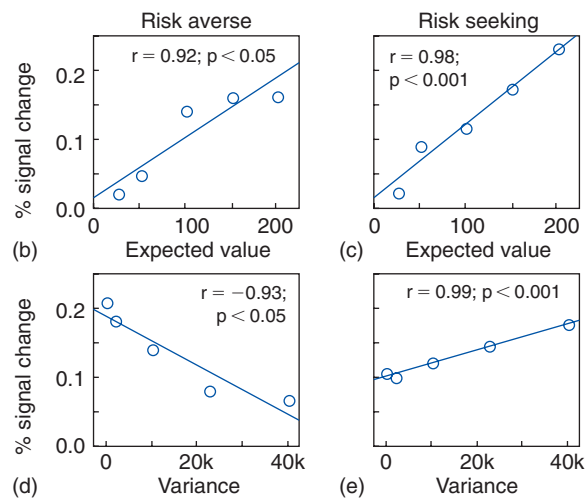 Risk averse
Risk seeking
r = 0.92; p < 0.05
r = 0.98;
p < 0.001
% signal change
0.2
0.1
0.0
0 100 200
0 100 200
(b) Expected value
(c) Expected value
r = −0.93;
p < 0.05
r = 0.99; p < 0.001
% signal change
0.2
0.1
0.0
0 20k 40k
0 20k 40k
(d) Variance
(e) Variance